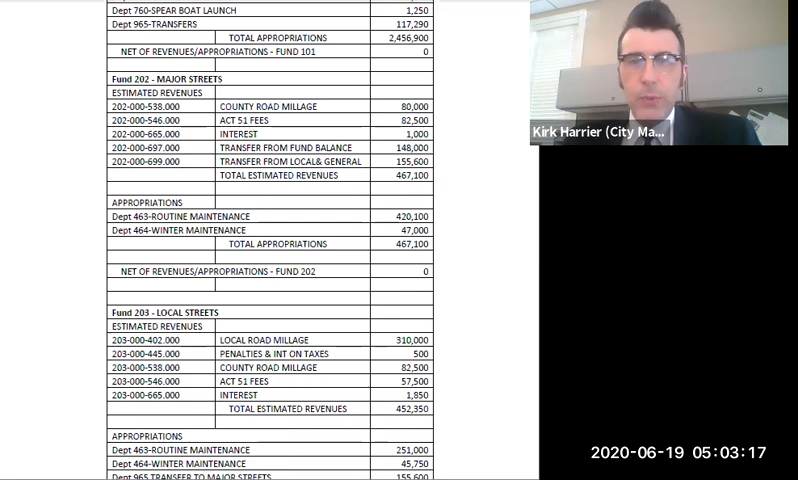 Dept 760-SPEAR BOAT LAUNCH 1,250
Dept 965-TRANSFERS 117,290
TOTAL APPROPRIATIONS 2,456,900
NET OF REVENUES/APPROPRIATIONS - FUND 101 0
Fund 202 - MAJOR STREETS
ESTIMATED REVENUES
202-000-538.000 COUNTY ROAD MILLAGE 80,000
202-000-546.000 ACT 51 FEES 82,500
202-000-665.000 INTEREST 1,000
202-000-697.000 TRANSFER FROM FUND BALANCE 148,000
202-000-699.000 TRANSFER FROM LOCAL& GENERAL 155,600
TOTAL ESTIMATED REVENUES 467,100
APPROPRIATIONS
Dept 463-ROUTINE MAINTENANCE 420,100
Dept 464-WINTER MAINTENANCE 47,000
TOTAL APPROPRIATIONS 467,100
NET OF REVENUES/APPROPRIATIONS - FUND 202 0
Fund 203 - LOCAL STREETS
ESTIMATED REVENUES
203-000-402.000 LOCAL ROAD MILLAGE 310,000
203-000-445.000 PENALTIES & INT ON TAXES 500
203-000-538.000 COUNTY ROAD MILLAGE 82,500
203-000-546.000 ACT 51 FEES 57,500
203-000-665.000 INTEREST 1,850
TOTAL ESTIMATED REVENUES 452,350
APPROPRIATIONS
Dept 463-ROUTINE MAINTENANCE 251,000
Dept 464-WINTER MAINTENANCE 45,750
Dept 965 TRANSFER TO MAJOR STREETS 155,600
Kirk Harrier (City Ma...
2020-06-19 05:03:17